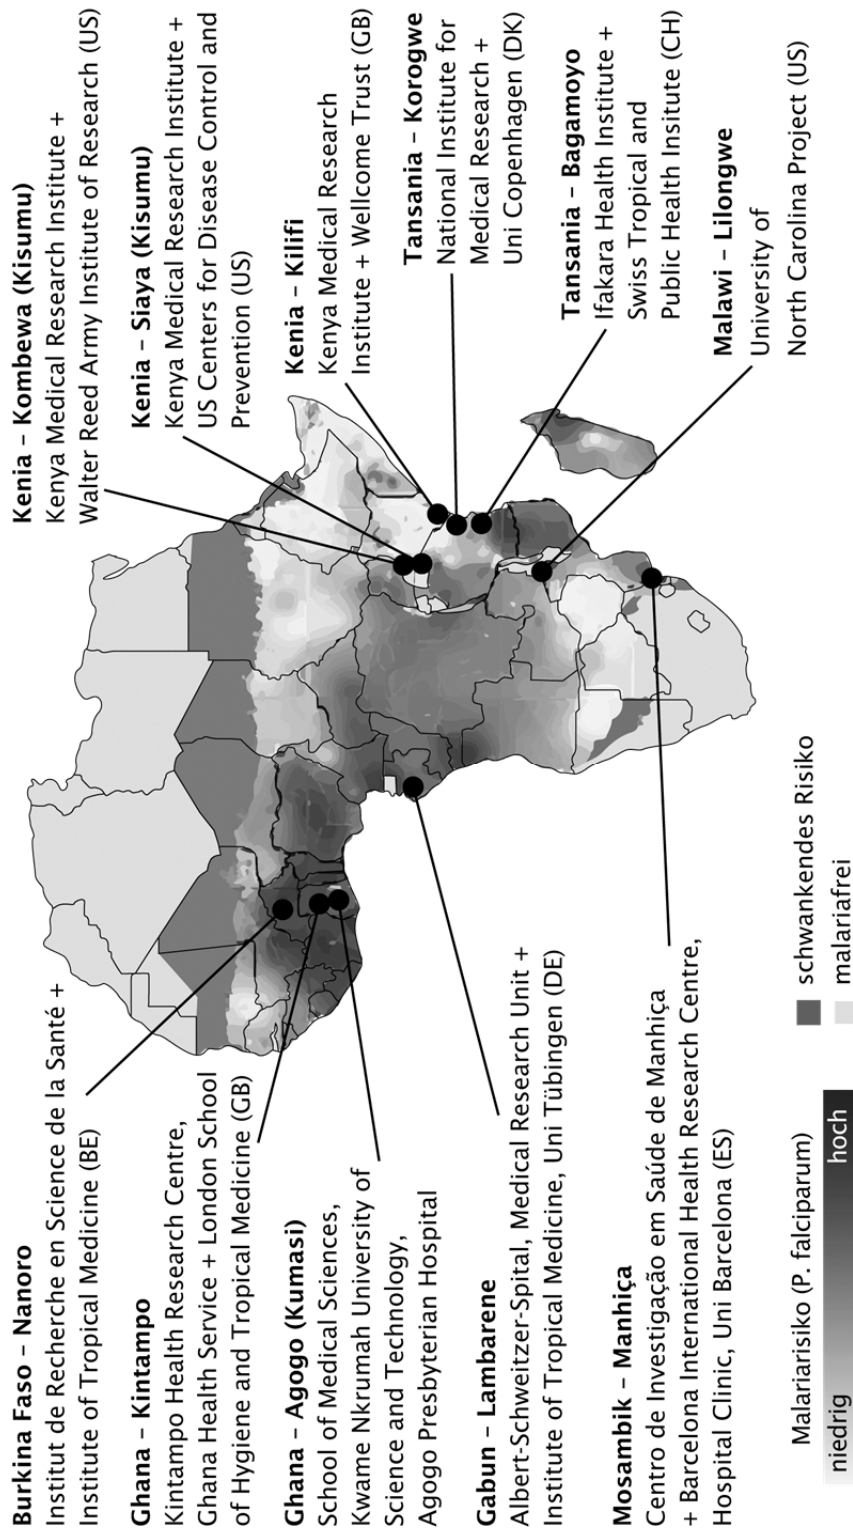 Burkina Faso – Nanoro
Institut de Recherche en Science de la Santé +
Institute of Tropical Medicine (BE)
Ghana – Kintampo
Kintampo Health Research Centre,
Ghana Health Service + London School
of Hygiene and Tropical Medicine (GB)
Ghana – Agogo (Kumasi)
School of Medical Sciences,
Kwame Nkrumah University of
Science and Technology,
Agogo Presbyterian Hospital
Gabun – Lambarene
Albert-Schweitzer-Spital, Medical Research Unit +
Institute of Tropical Medicine, Uni Tübingen (DE)
Mosambik – Manhiça
Centro de Investigação em Saúde de Manhiça
+ Barcelona International Health Research Centre,
Hospital Clinic, Uni Barcelona (ES)
Kenia – Kombewa (Kisumu)
Kenya Medical Research Institute +
Walter Reed Army Institute of Research (US)
Kenia – Siaya (Kisumu)
Kenya Medical Research Institute +
US Centers for Disease Control and
Prevention (US)
Kenia – Kilifi
Kenya Medical Research
Institute + Wellcome Trust (GB)
Tansania – Korogwe
National Institute for
Medical Research +
Uni Copenhagen (DK)
Tansania – Bagamoyo
Ifakara Health Institute +
Swiss Tropical and
Public Health Insitute (CH)
Malawi – Lilongwe
University of
North Carolina Project (US)
Malariarisiko (P. falciparum)
niedrig hoch
schwankendes Risiko
malariafrei